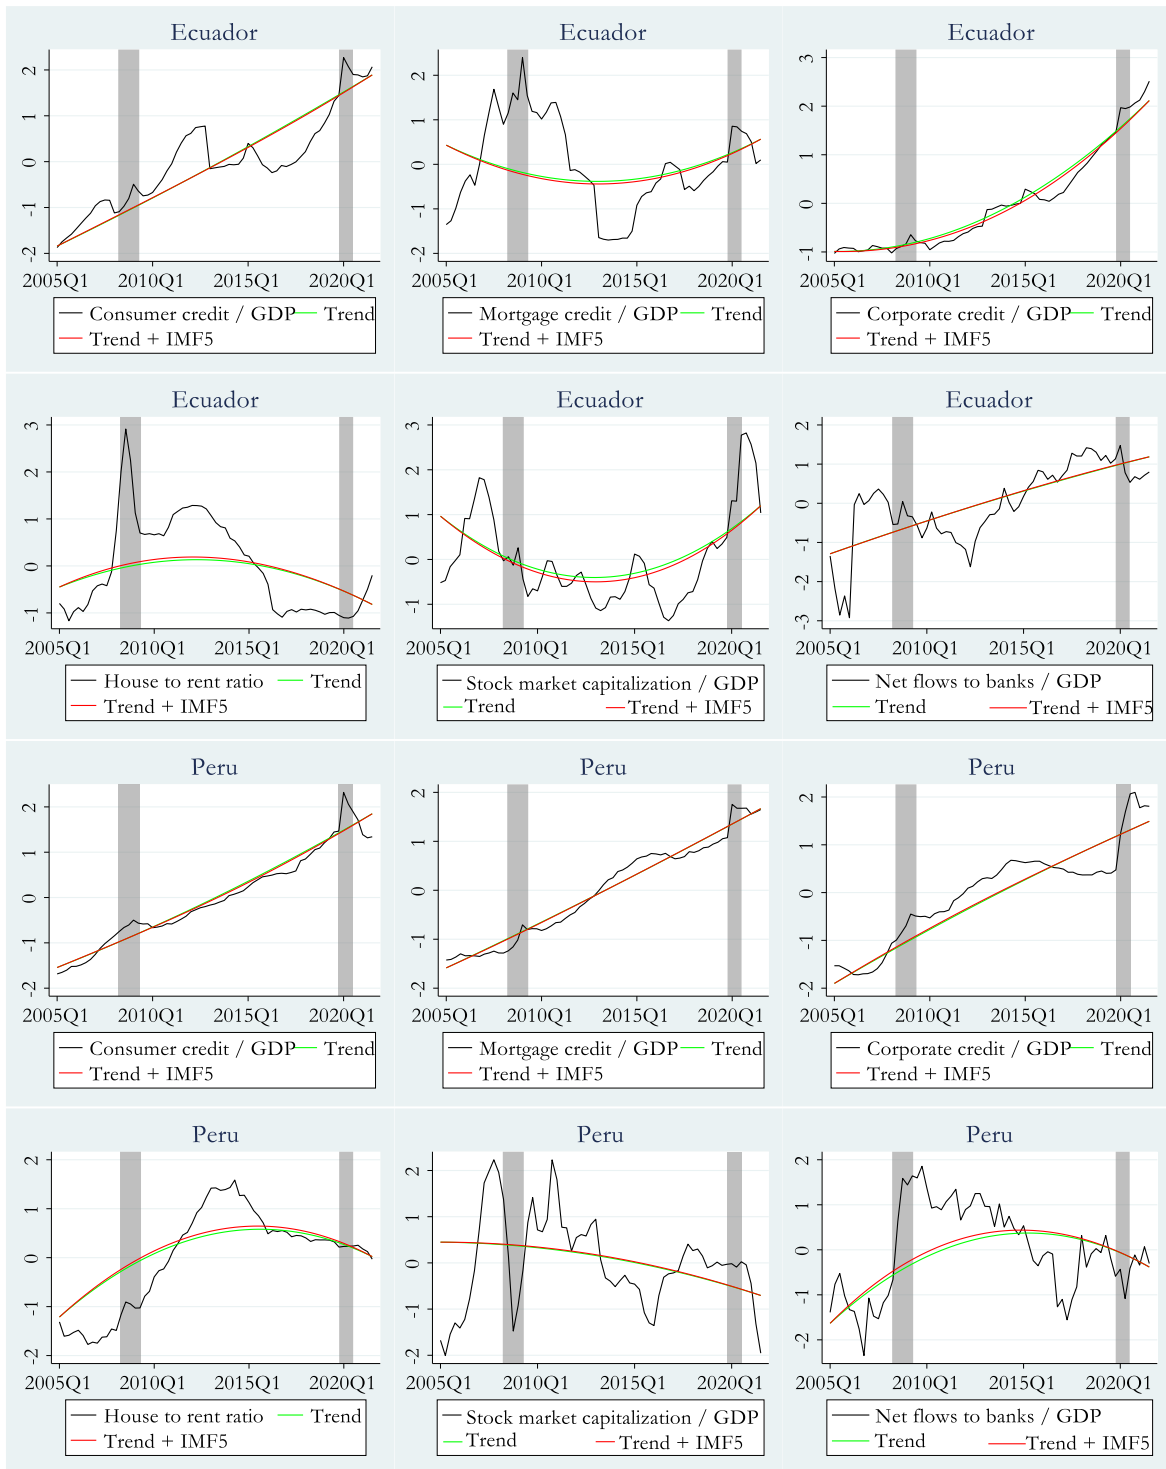 Ecuador
2
1
0
-1
-2
2005Q1 2010Q1 2015Q1 2020Q1
Consumer credit / GDP Trend
Trend + IMF5
Ecuador
2
1
0
-1
-2
2005Q1 2010Q1 2015Q1 2020Q1
Mortgage credit / GDP Trend
Trend + IMF5
Ecuador
3
2
1
0
-1
2005Q1 2010Q1 2015Q1 2020Q1
Corporate credit / GDP Trend
Trend + IMF5
Ecuador
3
2
1
0
-1
2005Q1 2010Q1 2015Q1 2020Q1
House to rent ratio Trend
Trend + IMF5
Ecuador
3
2
1
0
-1
2005Q1 2010Q1 2015Q1 2020Q1
Stock market capitalization / GDP
Trend Trend + IMF5
Ecuador
2
1
0
-1
-2
-3
2005Q1 2010Q1 2015Q1 2020Q1
Net flows to banks / GDP
Trend Trend + IMF5
Peru
2
1
0
-1
-2
2005Q1 2010Q1 2015Q1 2020Q1
Consumer credit / GDP Trend
Trend + IMF5
Peru
2
1
0
-1
-2
2005Q1 2010Q1 2015Q1 2020Q1
Mortgage credit / GDP Trend
Trend + IMF5
Peru
2
1
0
-1
-2
2005Q1 2010Q1 2015Q1 2020Q1
Corporate credit / GDP Trend
Trend + IMF5
Peru
2
1
0
-1
-2
2005Q1 2010Q1 2015Q1 2020Q1
House to rent ratio Trend
Trend + IMF5
Peru
2
1
0
-1
-2
2005Q1 2010Q1 2015Q1 2020Q1
Stock market capitalization / GDP
Trend Trend + IMF5
Peru
2
1
0
-1
-2
2005Q1 2010Q1 2015Q1 2020Q1
Net flows to banks / GDP
Trend Trend + IMF5